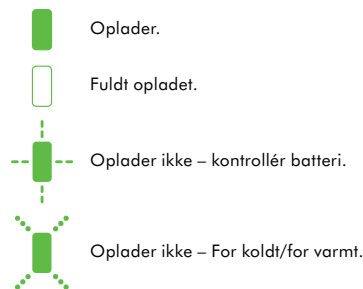 Oplader.
Fuldt opladet.
Oplader ikke – kontrollér batteri.
Oplader ikke – For koldt/for varmt.